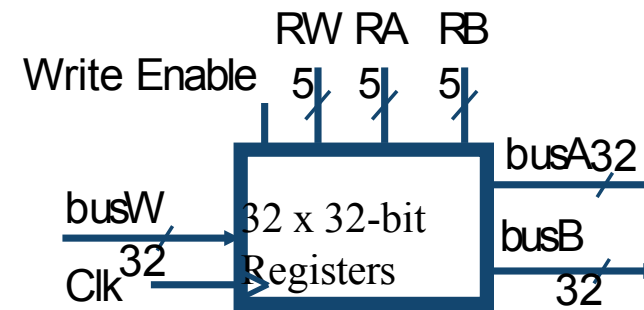 RW RA RB
Write Enable 5 5 5
busA 32
busW 32 x 32-bit busB
32 Registers 32
Clk